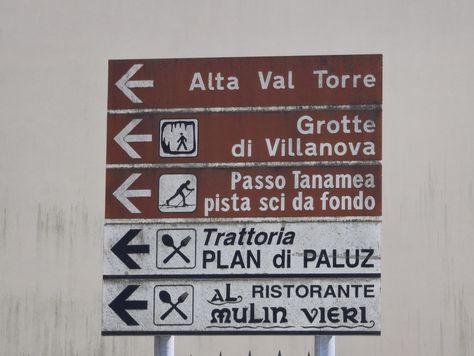 Alta Val Torre
Grotte
di Villanova
Passo Tanamea
pista sci da fondo
Trattoria
PLAN di PALUZ
AL RISTORANTE
MULIN VIERI